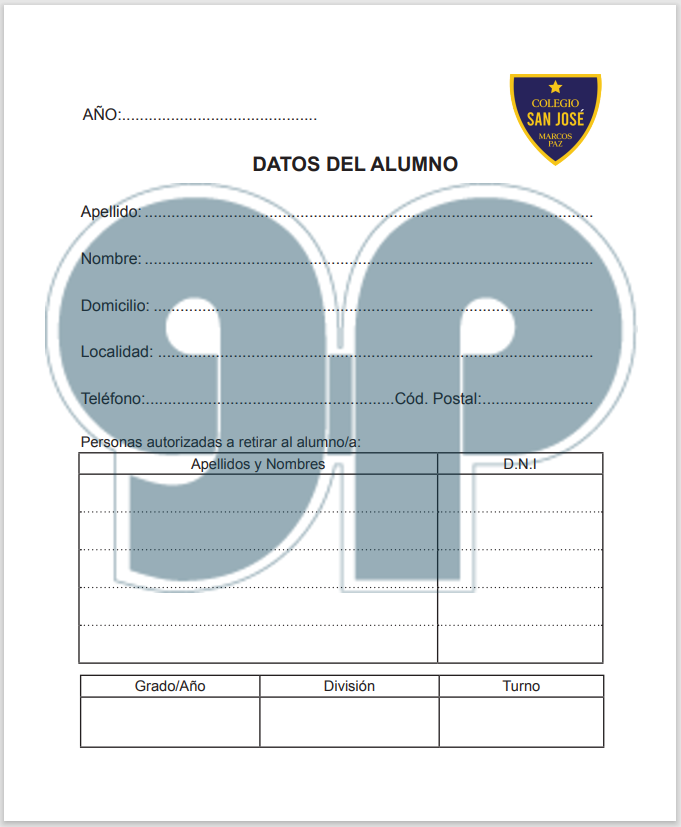 COLEGIO
SAN JOSÉ
MARCOS
PAZ
AÑO:............................................
DATOS DEL ALUMNO
Apellido: ....................................................................................................
Nombre: ....................................................................................................
Domicilio: ..................................................................................................
Localidad: .................................................................................................
Teléfono:........................................................Cód. Postal:.........................
Personas autorizadas a retirar al alumno/a:
Apellidos y Nombres D.N.I
Grado/Año División Turno
gp